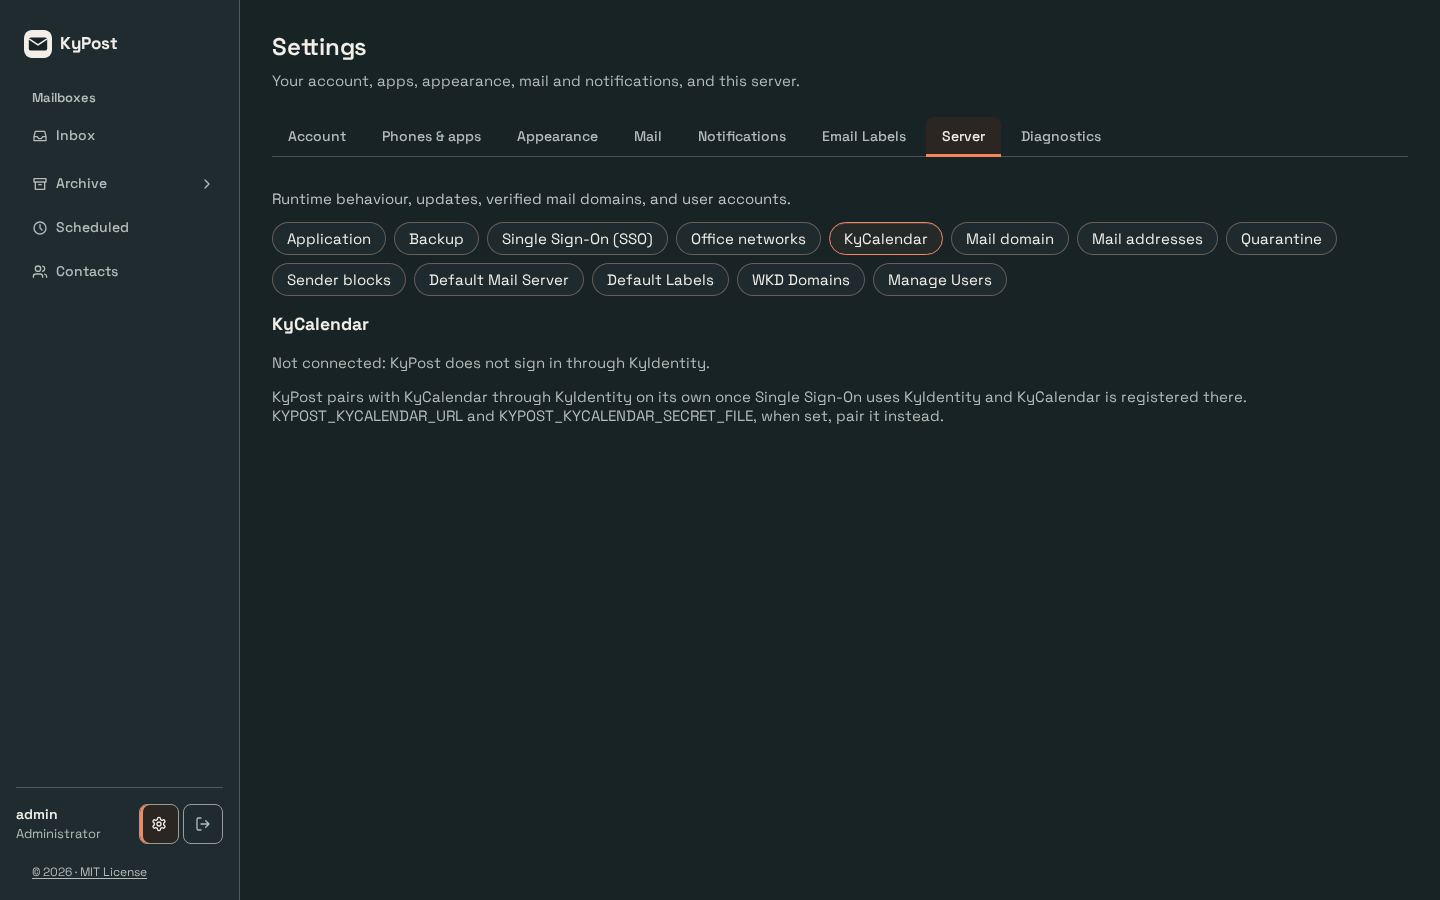 KyPost
Mailboxes
Inbox
Archive
Scheduled
Contacts
admin
Administrator
© 2026 · MIT License
Settings
Your account, apps, appearance, mail and notifications, and this server.
Account Phones & apps Appearance Mail Notifications Email Labels Server Diagnostics
Runtime behaviour, updates, verified mail domains, and user accounts.
Application Backup Single Sign-On (SSO) Office networks KyCalendar Mail domain Mail addresses Quarantine
Sender blocks Default Mail Server Default Labels WKD Domains Manage Users
KyCalendar
Not connected: KyPost does not sign in through KyIdentity.
KyPost pairs with KyCalendar through KyIdentity on its own once Single Sign-On uses KyIdentity and KyCalendar is registered there.
KYPOST_KYCALENDAR_URL and KYPOST_KYCALENDAR_SECRET_FILE, when set, pair it instead.